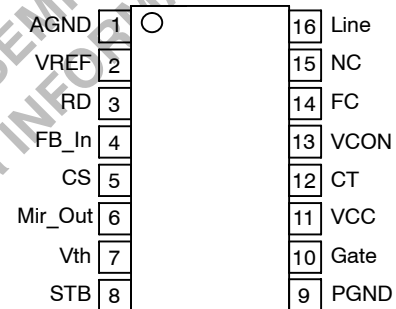 AGND 1 16 Line
VREF 2 15 NC
RD 3 14 FC
FB_In 4 13 VCON
CS 5 12 CT
Mir_Out 6 11 VCC
Vth 7 10 Gate
STB 8 9 PGND